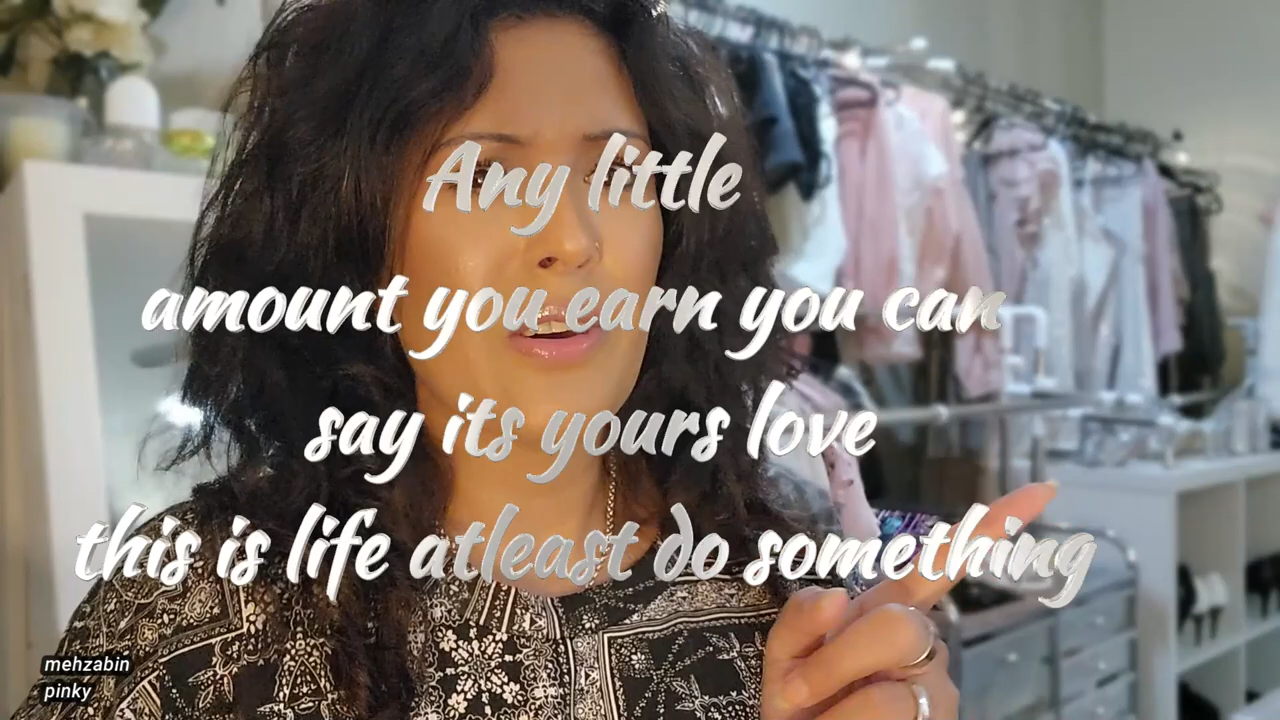 Any little
amount you earn you can
say its yours love
this is life atleast do something
mehzabin
pinky